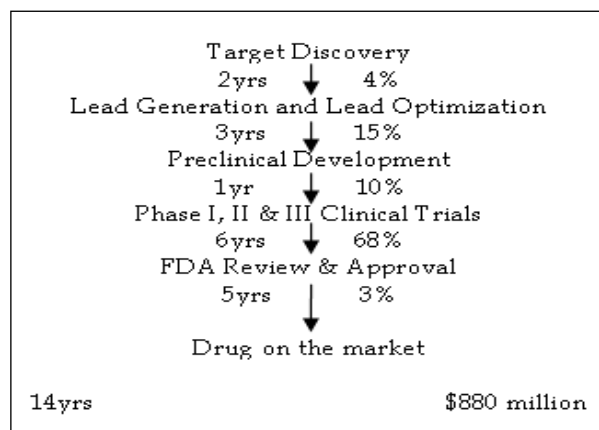 Target Discovery
2yrs 4%
Lead Generation and Lead Optimization
3yrs 15%
Preclinical Development
1yr 10%
Phase I, II & III Clinical Trials
6yrs 68%
FDA Review & Approval
5yrs 3%
Drug on the market
14yrs $880 million